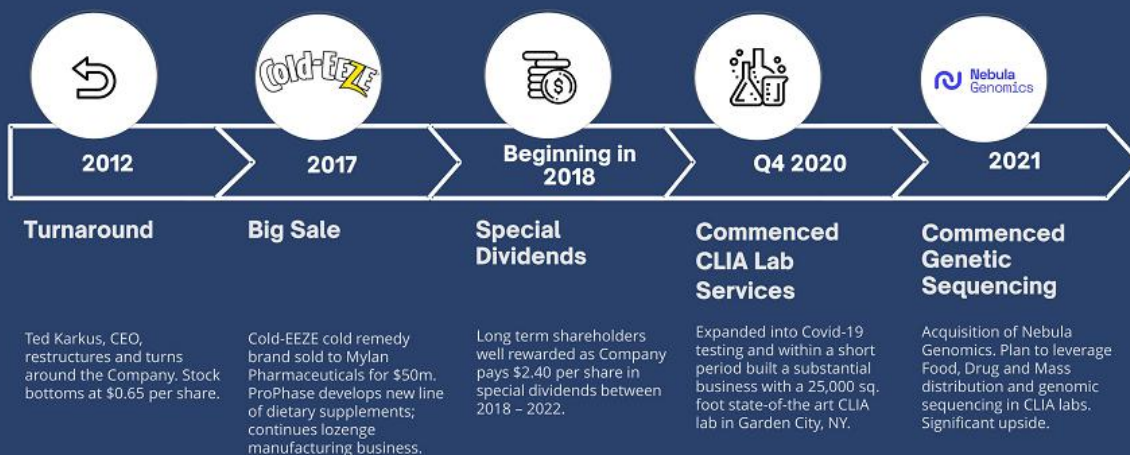 Cold-EEZE
$
Nebula
Genomics
2012
2017
Beginning in
2018
Q4 2020
2021
Turnaround
Ted Karkus, CEO,
restructures and turns
around the Company. Stock
bottoms at $0.65 per share.
Big Sale
Cold-EEZE cold remedy
brand sold to Mylan
Pharmaceuticals for $50m.
ProPhase develops new line
of dietary supplements;
continues lozenge
manufacturing business.
Special
Dividends
Long term shareholders
well rewarded as Company
pays $2.40 per share in
special dividends between
2018 – 2022.
Commenced
CLIA Lab
Services
Expanded into Covid-19
testing and within a short
period built a substantial
business with a 25,000 sq.
foot state-of-the art CLIA
lab in Garden City, NY.
Commenced
Genetic
Sequencing
Acquisition of Nebula
Genomics. Plan to leverage
Food, Drug and Mass
distribution and genomic
sequencing in CLIA labs.
Significant upside.